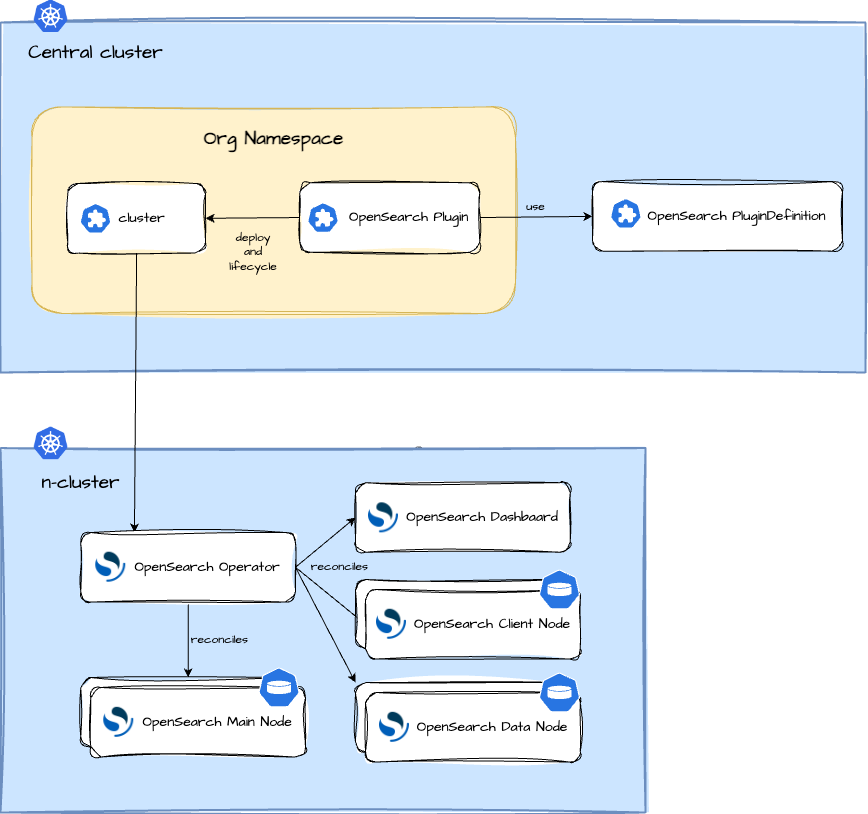 Central cluster
Org Namespace
cluster
OpenSearch Plugin
use
OpenSearch PluginDefinition
deploy
and
lifecycle
n-cluster
OpenSearch Dashbaard
OpenSearch Operator
reconciles
OpenSearch Client Node
reconciles
OpenSearch Main Node
OpenSearch Data Node